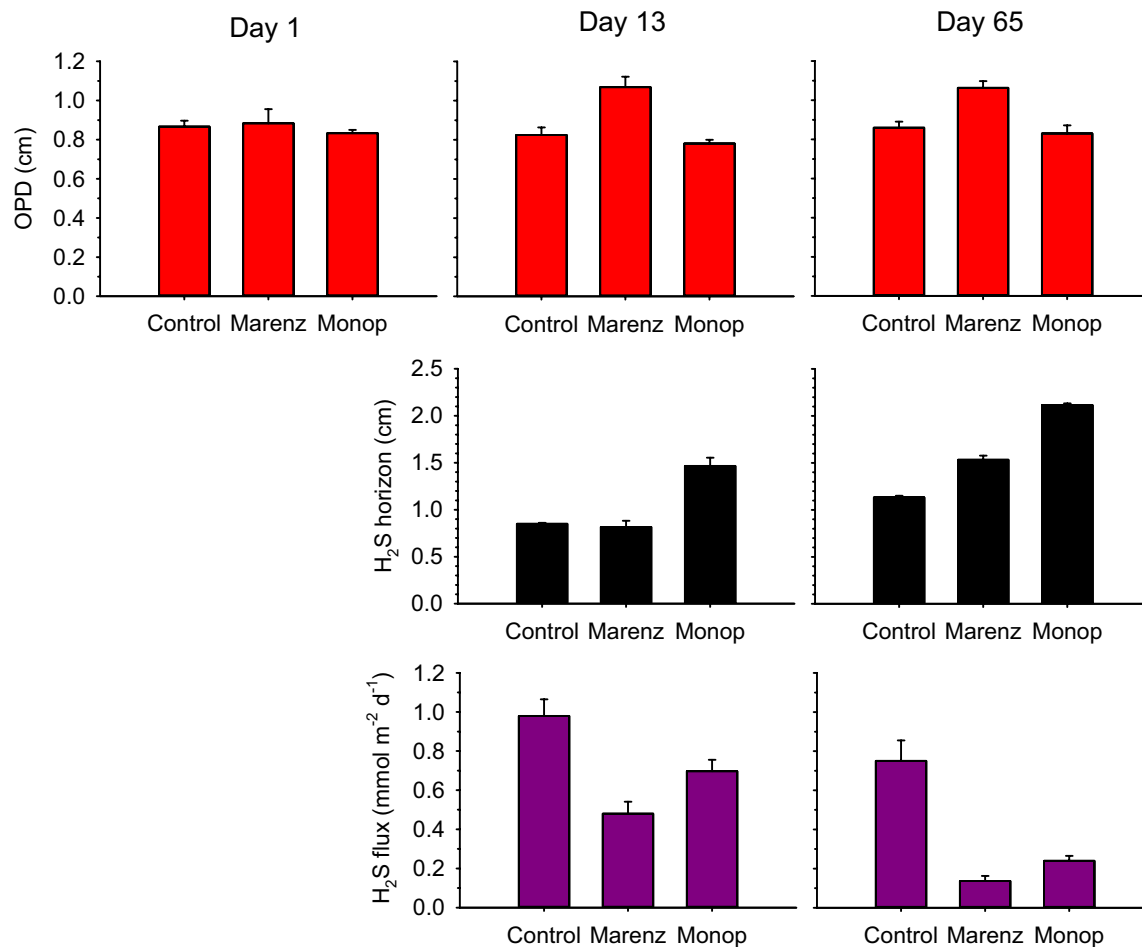 Day 1
Day 13
Day 65
OPD (cm)
1.2
1.0
0.8
0.6
0.4
0.2
0.0
Control Marenz Monop
Control Marenz Monop
Control Marenz Monop
H₂S horizon (cm)
2.5
2.0
1.5
1.0
0.5
0.0
Control Marenz Monop
Control Marenz Monop
H₂S flux (mmol m⁻² d⁻¹)
1.2
1.0
0.8
0.6
0.4
0.2
0.0
Control Marenz Monop
Control Marenz Monop